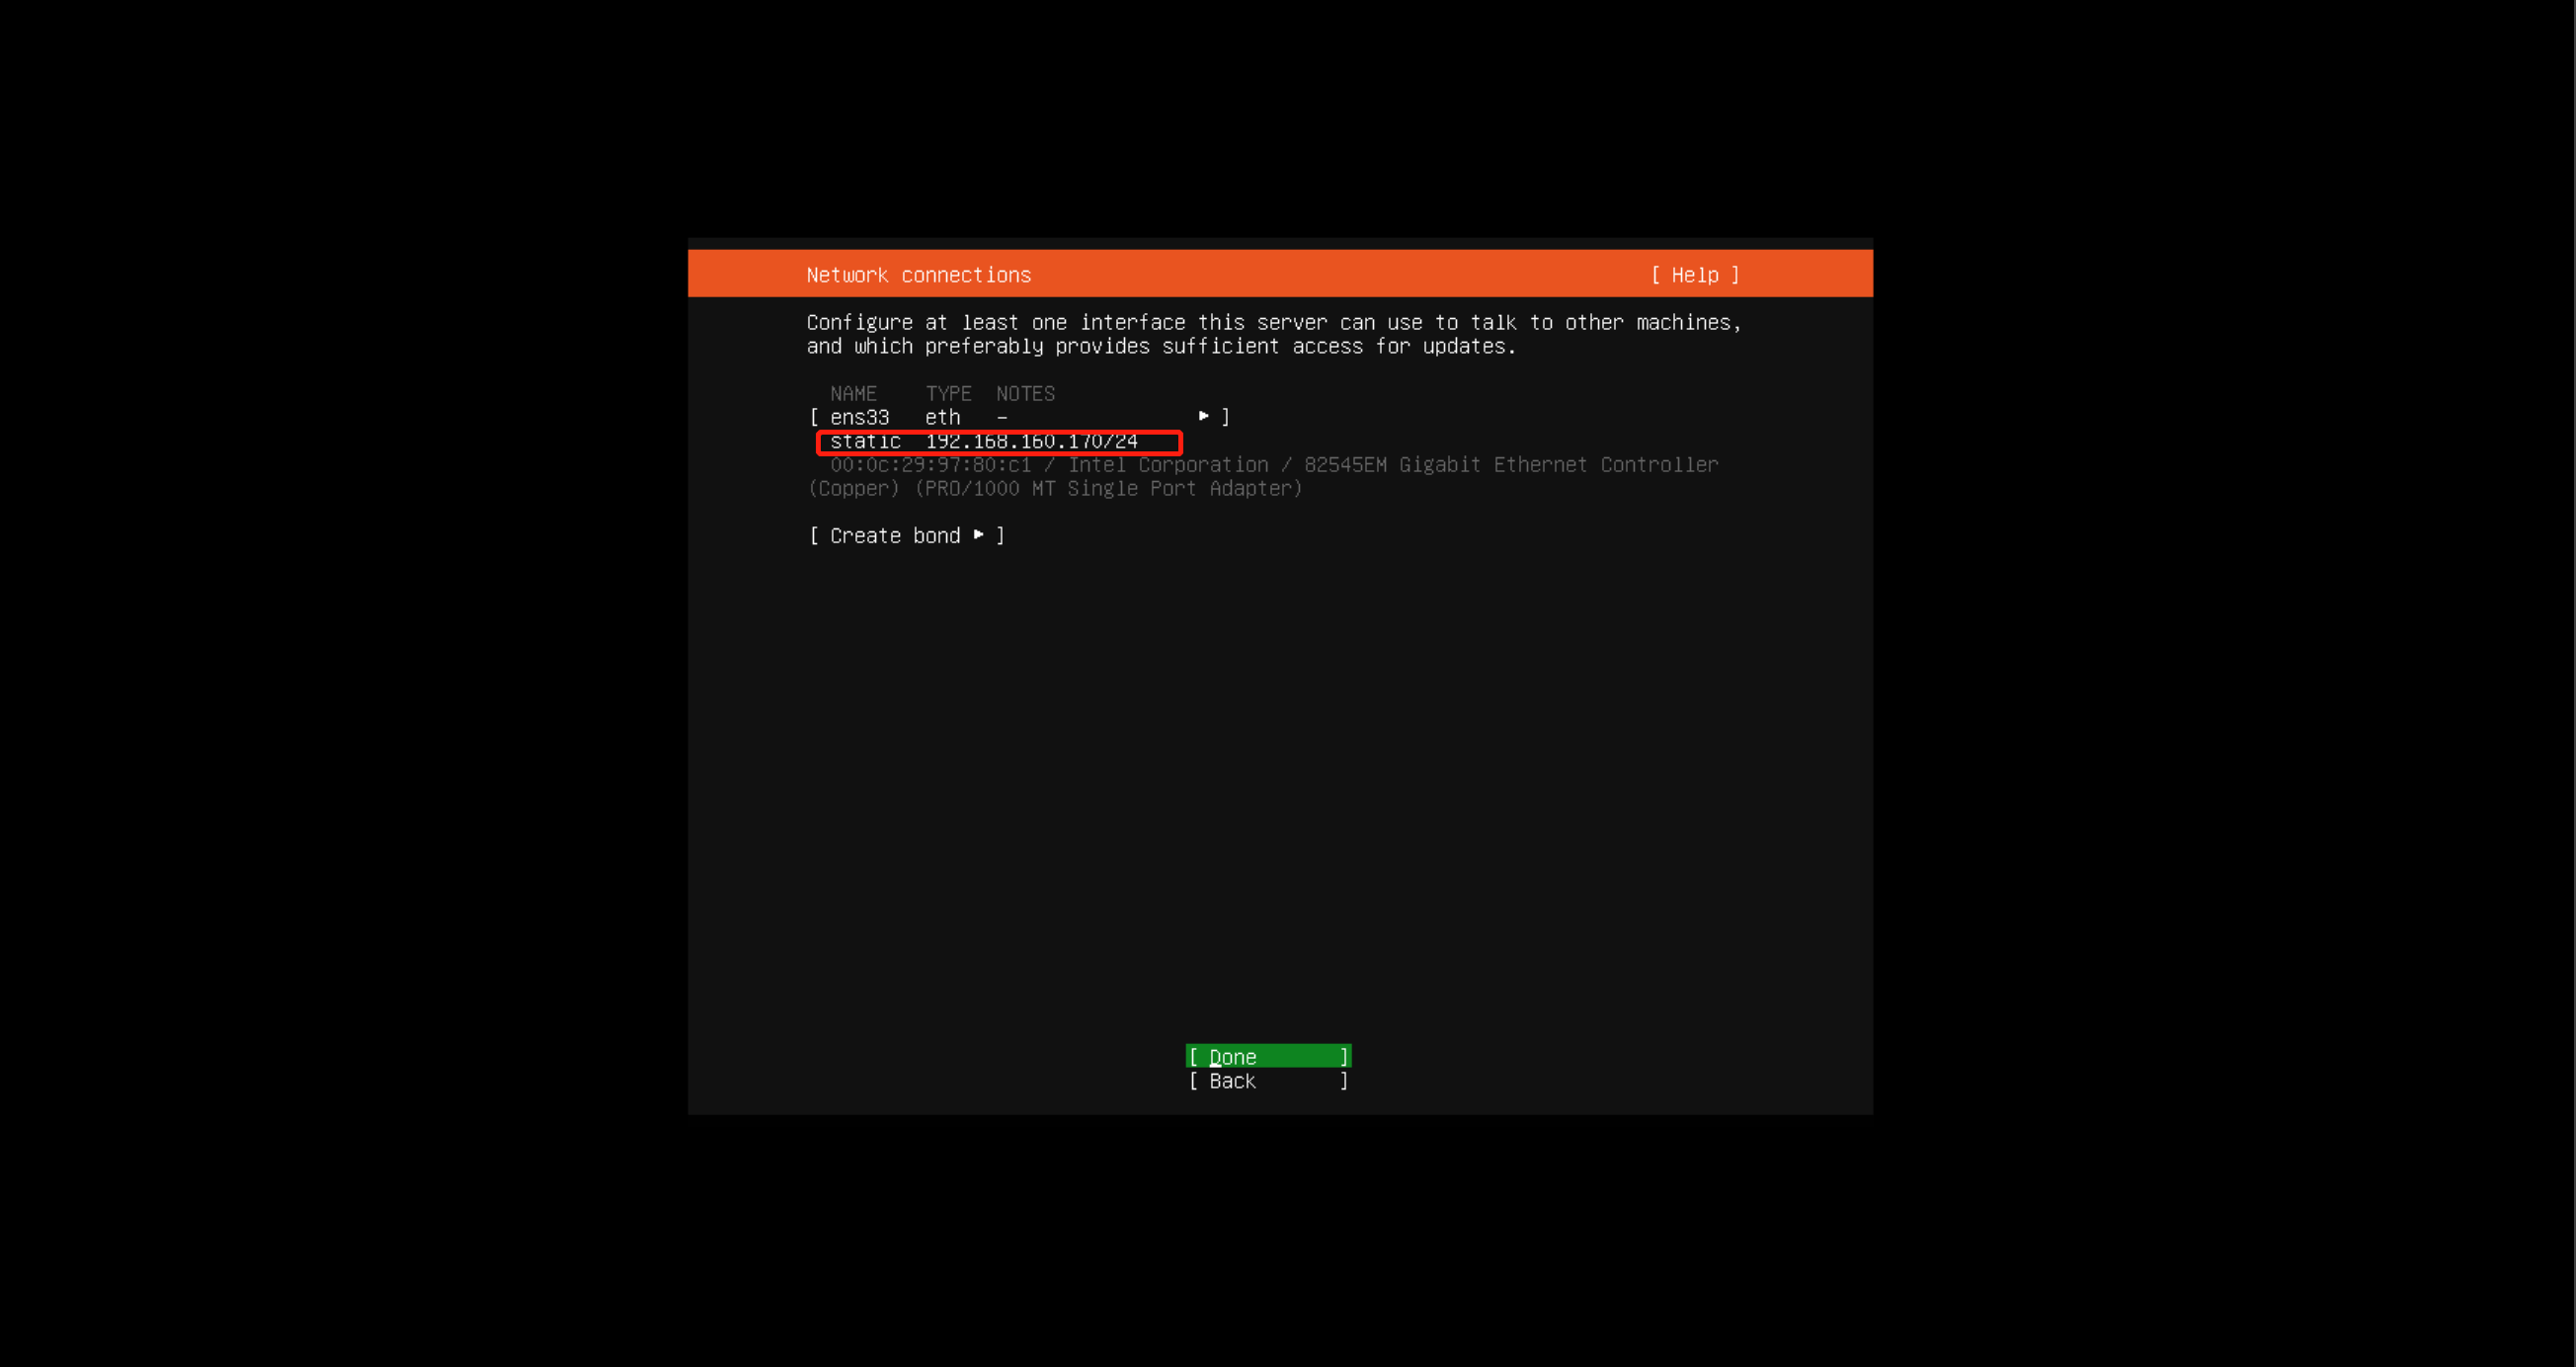 Network connections [ Help ]
Configure at least one interface this server can use to talk to other machines,
and which preferably provides sufficient access for updates.
NAME TYPE NOTES
[ ens33 eth – ▸ ]
static 192.168.160.170/24
00:0c:29:97:80:c1 / Intel Corporation / 82545EM Gigabit Ethernet Controller
(Copper) (PRO/1000 MT Single Port Adapter)
[ Create bond ▸ ]
[ Done ]
[ Back ]